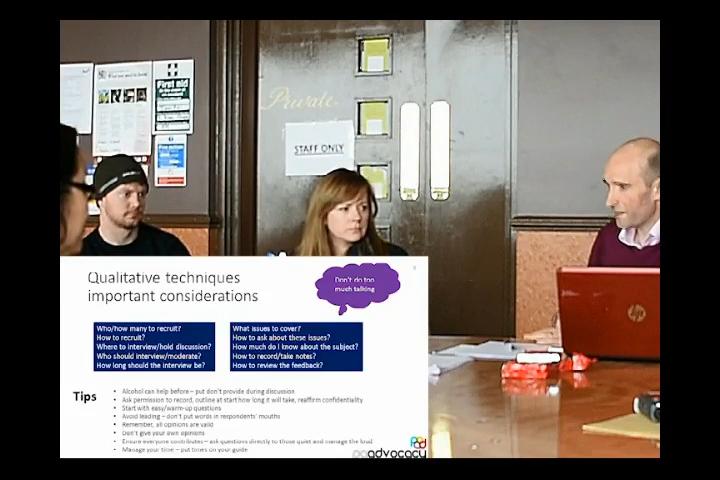 First aid
Fire action
Private
STAFF ONLY
hp
Qualitative techniques
important considerations
Don't do too
much talking
Who/how many to recruit?
How to recruit?
Where to interview/hold discussion?
Who should interview/moderate?
How long should the interview be?
What issues to cover?
How to ask about these issues?
How much do I know about the subject?
How to record/take notes?
How to review the feedback?
Tips
• Alcohol can help before – put don't provide during discussion
• Ask permission to record, outline at start how long it will take, reaffirm confidentiality
• Start with easy/warm-up questions
• Avoid leading – don't put words in respondents' mouths
• Remember, all opinions are valid
• Don't give your own opinions
• Ensure everyone contributes – ask questions directly to those quiet and manage the loud
• Manage your time – put times on your guide
advocacy